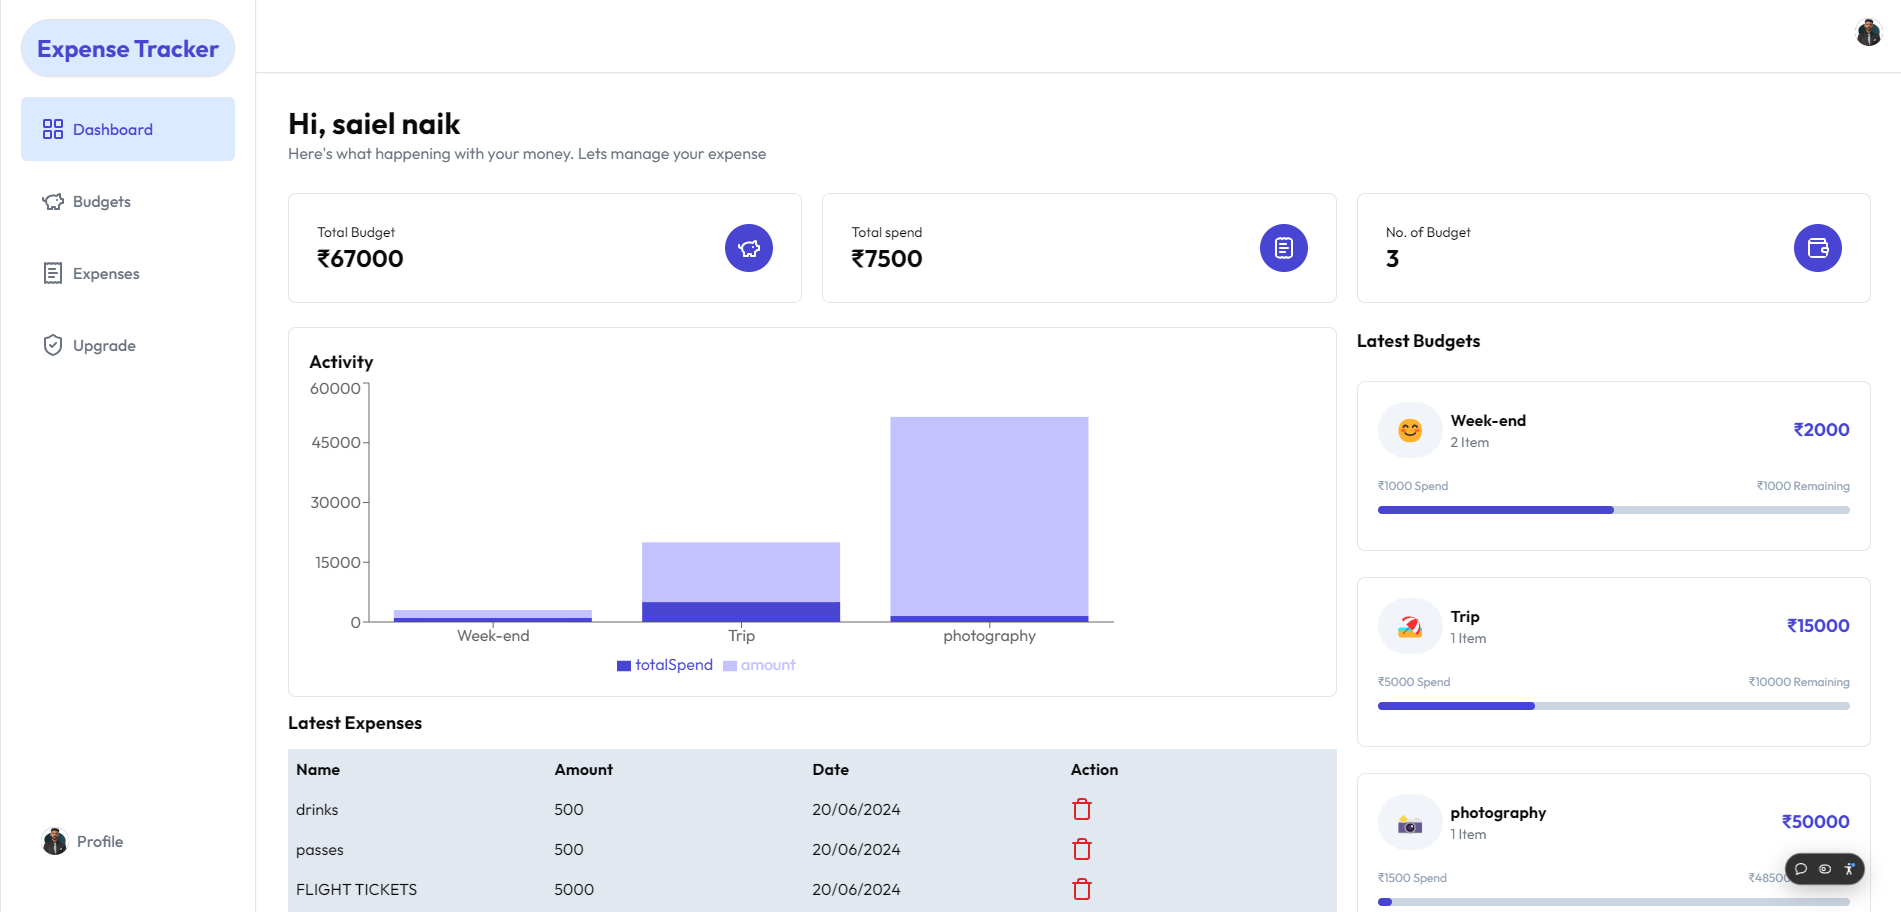 Expense Tracker
Dashboard
Budgets
Expenses
Upgrade
Profile
Hi, saiel naik
Here's what happening with your money. Lets manage your expense
Total Budget
₹67000
Total spend
₹7500
No. of Budget
3
Activity
60000
45000
30000
15000
0
Week-end Trip photography
totalSpend amount
Latest Expenses
Name Amount Date Action
drinks 500 20/06/2024
passes 500 20/06/2024
FLIGHT TICKETS 5000 20/06/2024
Latest Budgets
Week-end
2 Item
₹2000
₹1000 Spend ₹1000 Remaining
Trip
1 Item
₹15000
₹5000 Spend ₹10000 Remaining
photography
1 Item
₹50000
₹1500 Spend ₹48500